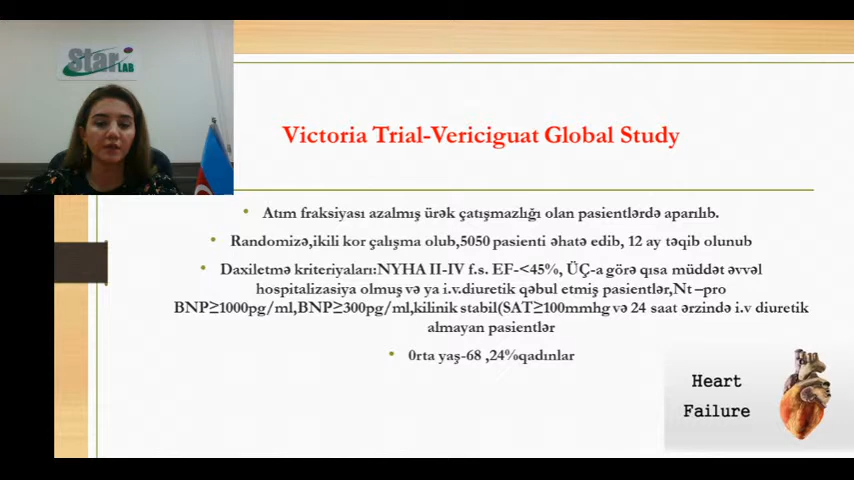 Star
LAB
Victoria Trial-Vericiguat Global Study
• Atım fraksiyası azalmış ürək çatışmazlığı olan pasientlərdə aparılıb.
• Randomizə,ikili kor çalışma olub,5050 pasienti əhatə edib, 12 ay təqib olunub
• Daxiletmə kriteriyaları:NYHA II-IV f.s. EF-<45%, ÜÇ-a görə qısa müddət əvvəl
hospitalizasiya olmuş və ya i.v.diuretik qəbul etmiş pasientlər,Nt –pro
BNP≥1000pg/ml,BNP≥300pg/ml,kilinik stabil(SAT≥100mmhg və 24 saat ərzində i.v diuretik
almayan pasientlər
• 0rta yaş-68 ,24%qadınlar
Heart
Failure